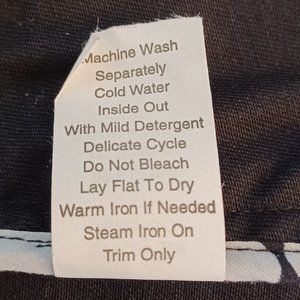 Machine Wash
Separately
Cold Water
Inside Out
With Mild Detergent
Delicate Cycle
Do Not Bleach
Lay Flat To Dry
Warm Iron If Needed
Steam Iron On
Trim Only